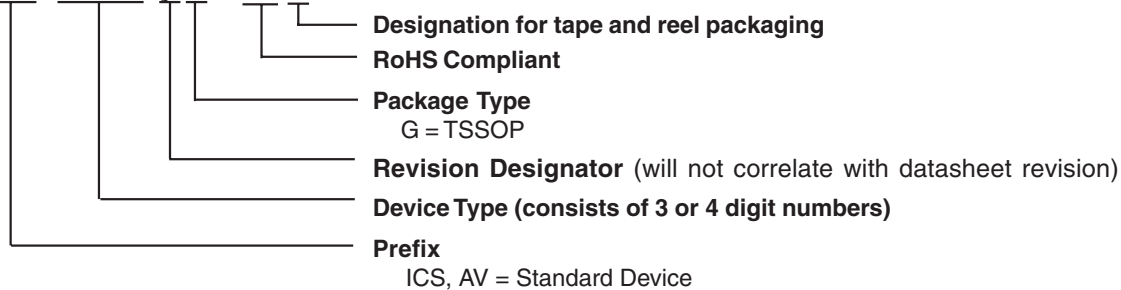 Designation for tape and reel packaging
RoHS Compliant
Package Type
G = TSSOP
Revision Designator (will not correlate with datasheet revision)
Device Type (consists of 3 or 4 digit numbers)
Prefix
ICS, AV = Standard Device